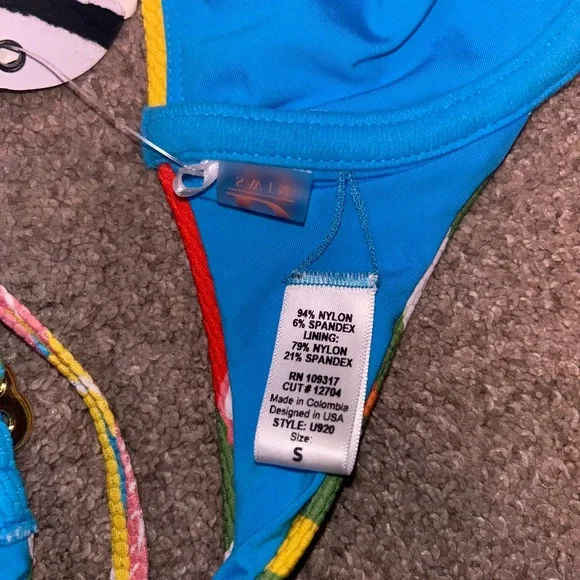 SWIM
94% NYLON
6% SPANDEX
LINING:
79% NYLON
21% SPANDEX
RN 109317
CUT # 12704
Made in Colombia
Designed in USA
STYLE: U920
Size:
S